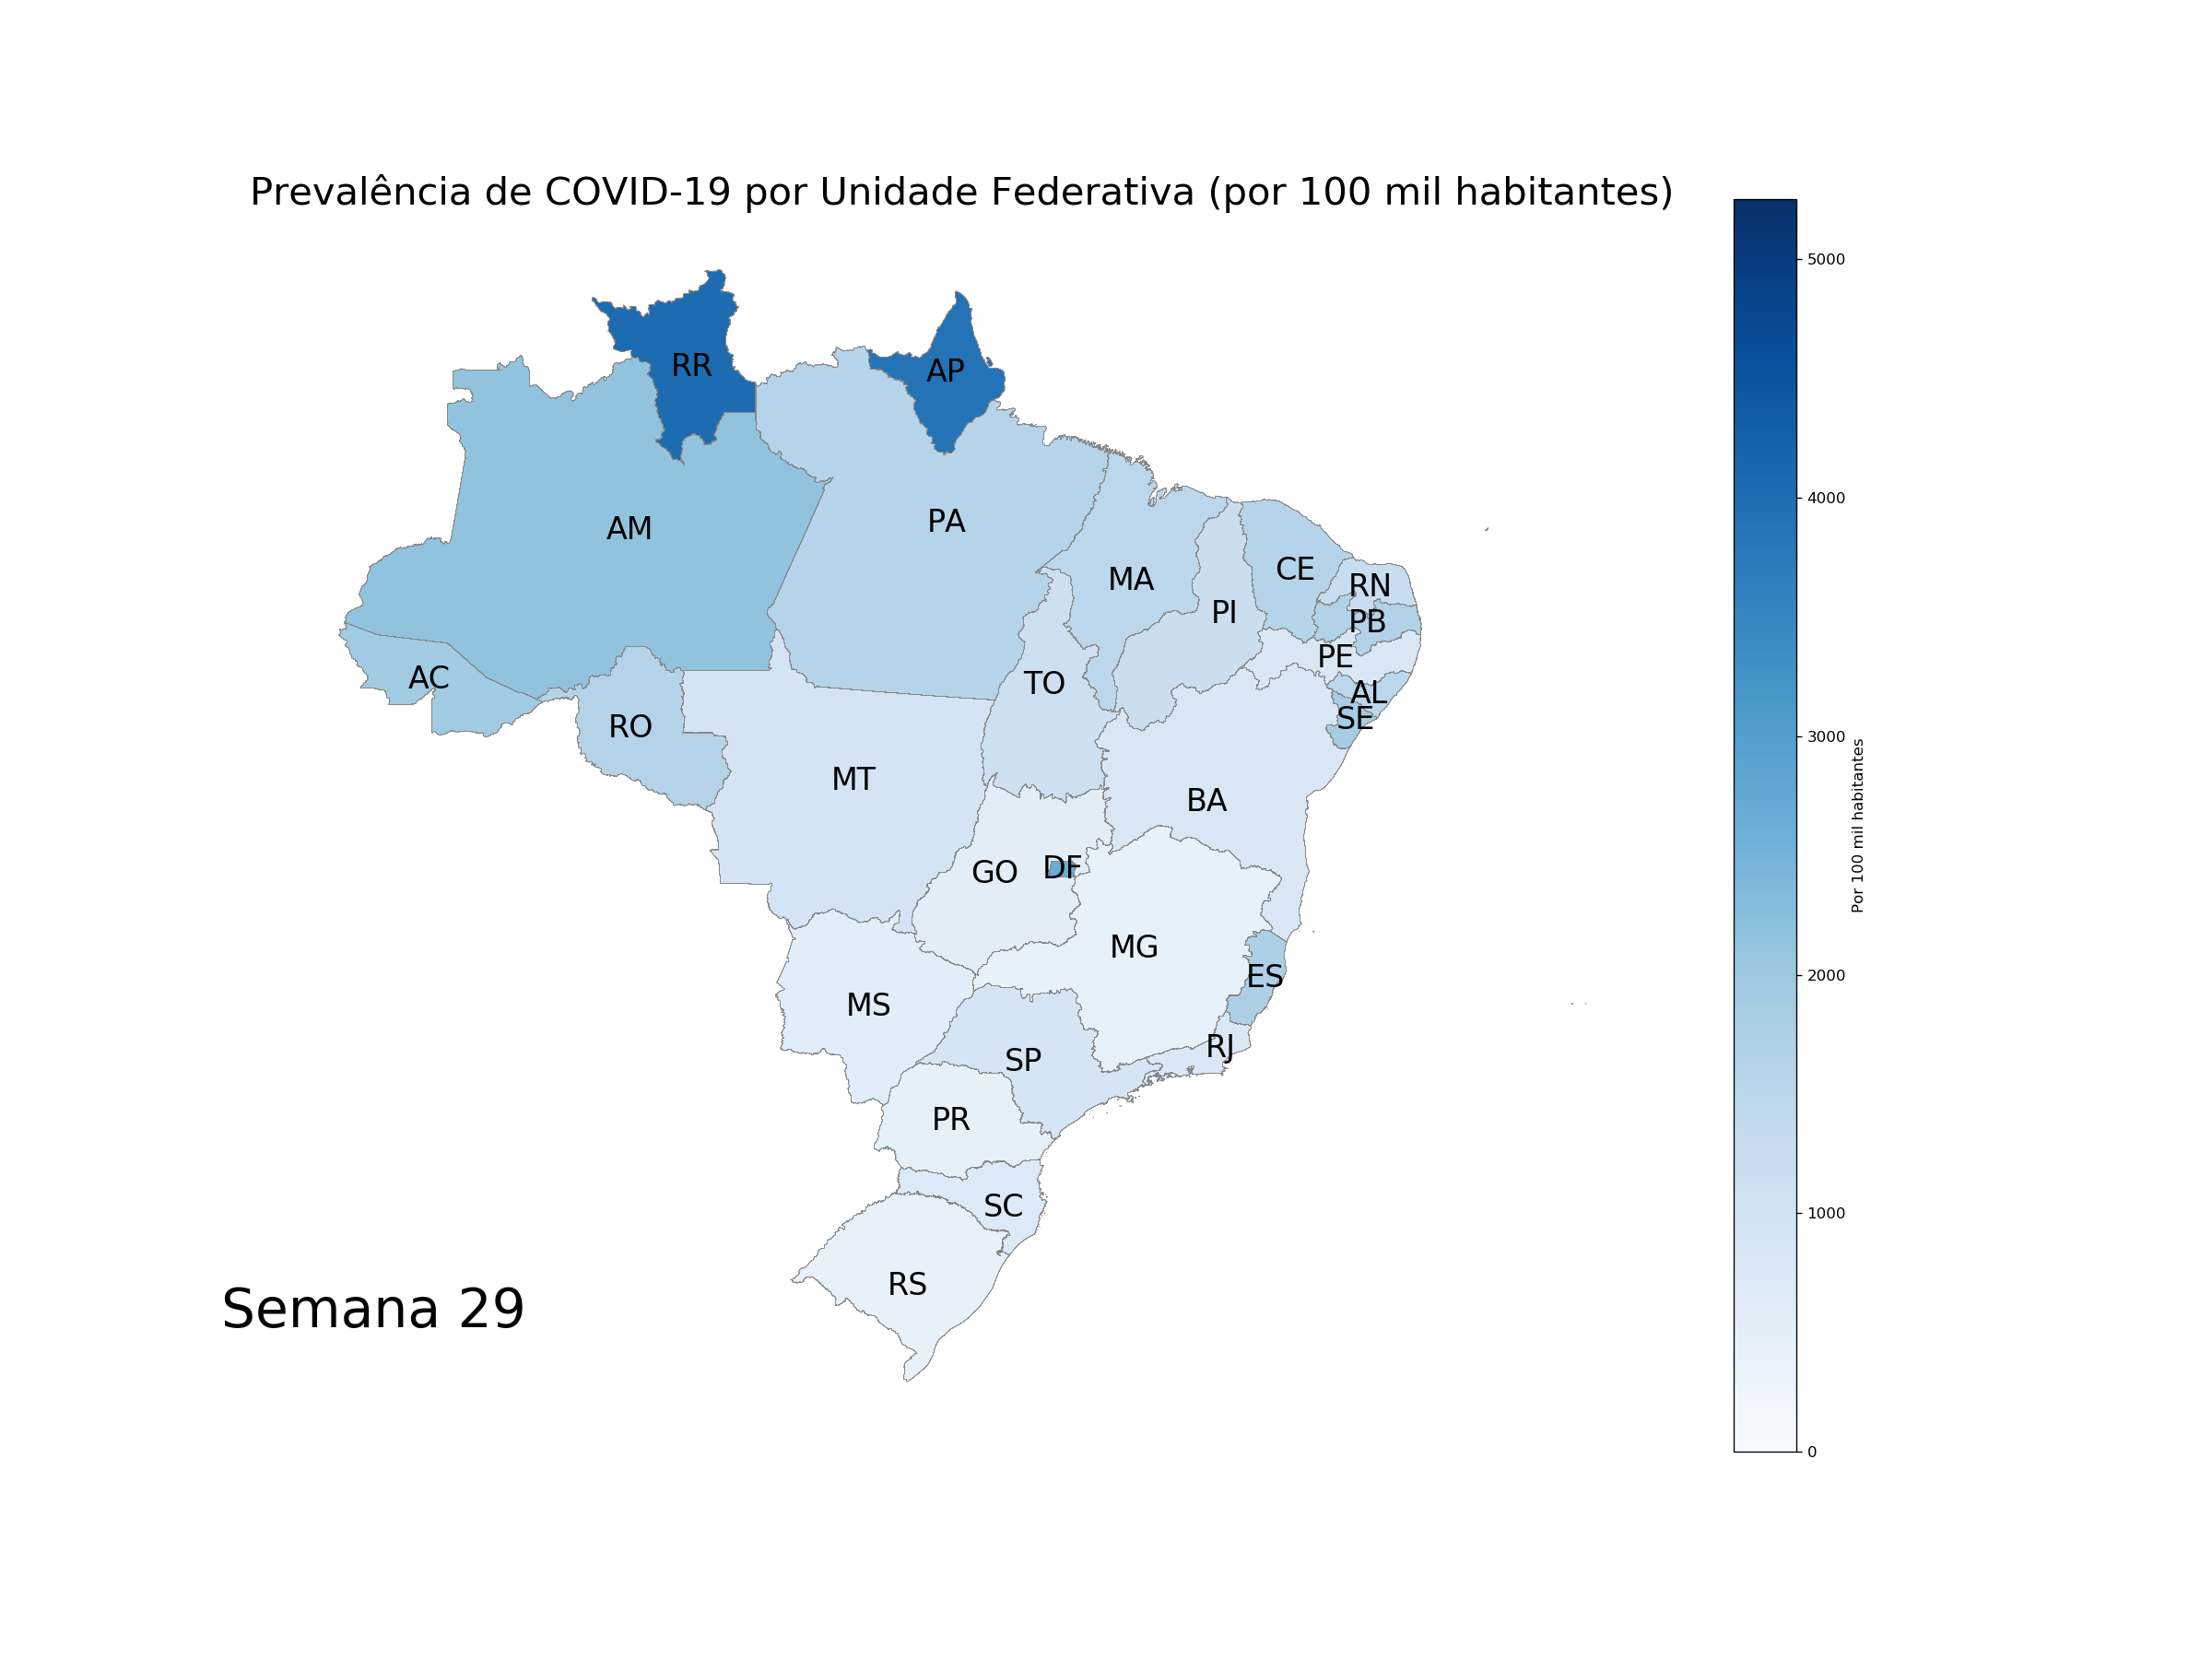 Prevalência de COVID-19 por Unidade Federativa (por 100 mil habitantes)
RR
AP
AM
PA
MA
CE
RN
PI
PB
PE
AC
TO
AL
RO
SE
MT
BA
GO
DF
MG
ES
MS
RJ
SP
PR
SC
RS
Semana 29
5000
4000
3000
2000
1000
0
Por 100 mil habitantes